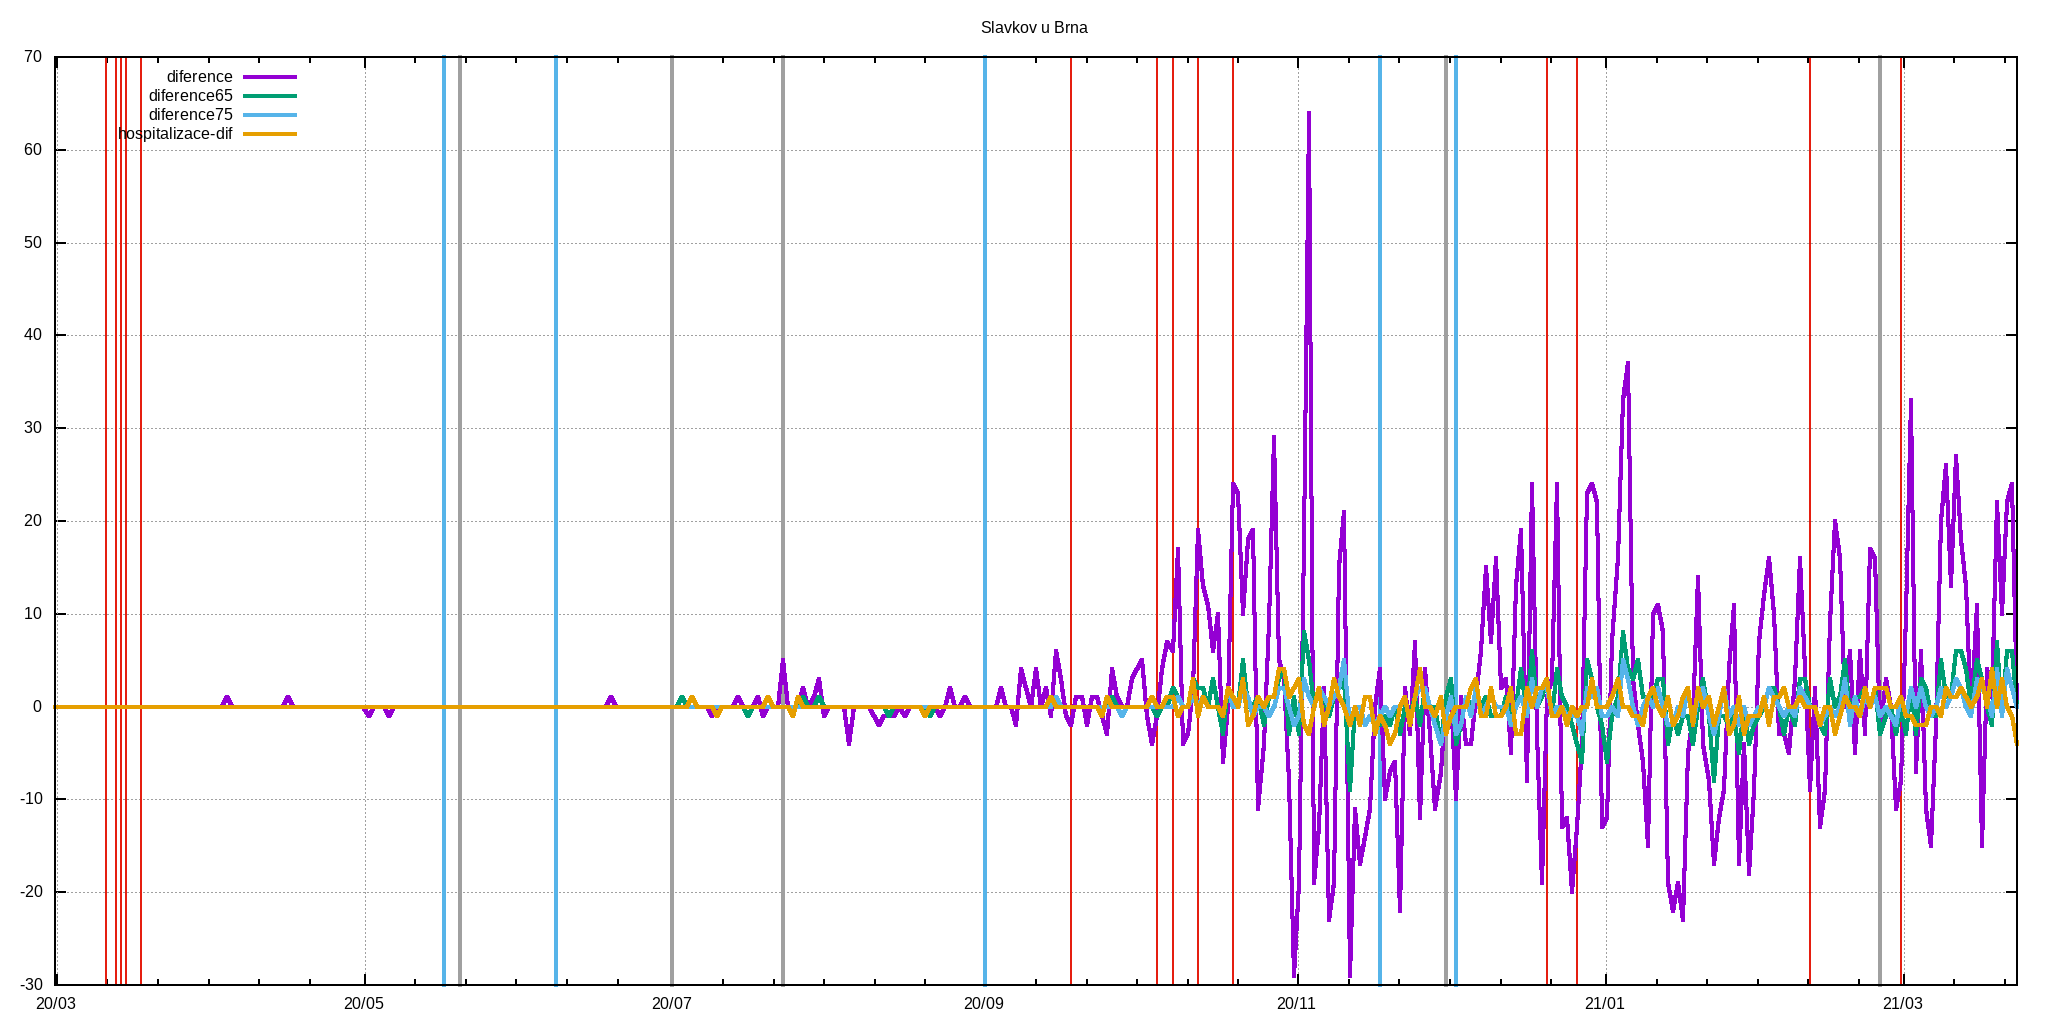 Slavkov u Brna
70
diference
diference65
diference75
hospitalizace-dif
60
50
40
30
20
10
0
-10
-20
-30
20/03 20/05 20/07 20/09 20/11 21/01 21/03